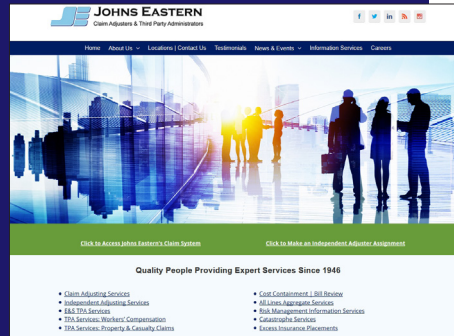 JOHNS EASTERN
Claim Adjusters & Third Party Administrators
Home About Us Locations | Contact Us Testimonials News & Events Information Services Careers
Click to Access Johns Eastern's Claim System
Click to Make an Independent Adjuster Assignment
Quality People Providing Expert Services Since 1946
Claim Adjusting Services
Independent Adjusting Services
E&S TPA Services
TPA Services: Workers' Compensation
TPA Services: Property & Casualty Claims
Cost Containment | Bill Review
All Lines Aggregate Services
Risk Management Information Services
Catastrophe Services
Excess Insurance Placements